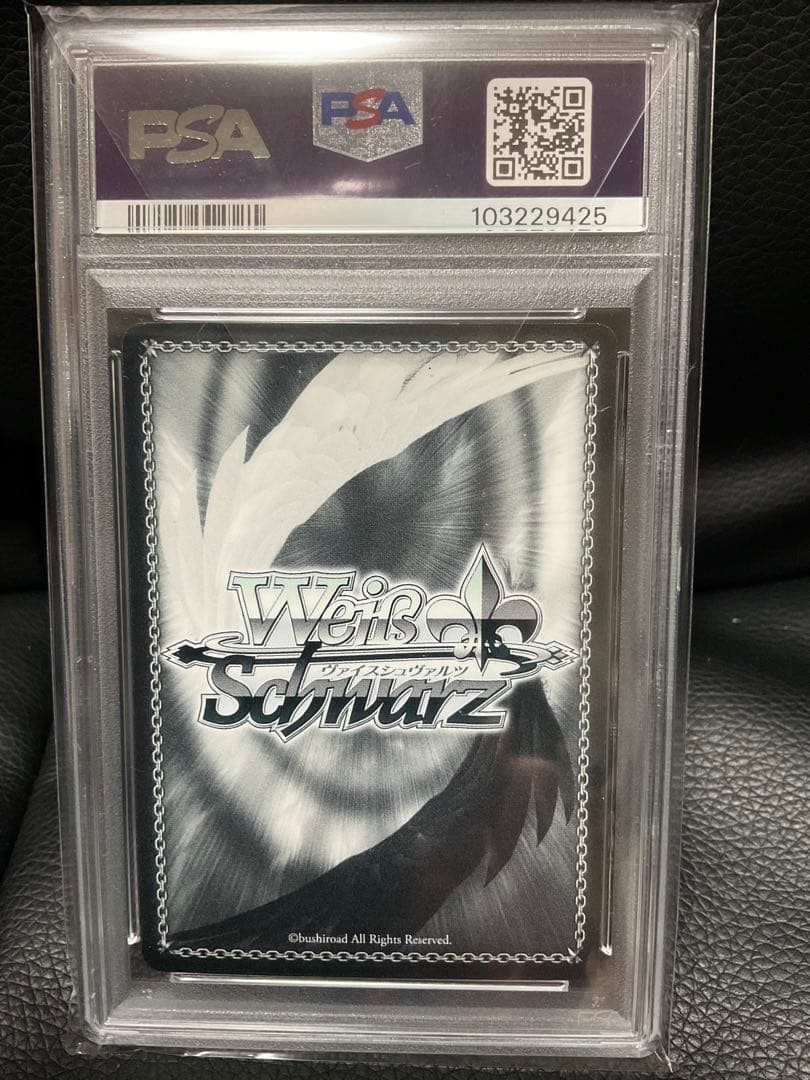 PSA
PSA
103229425
Weiß
ヴァイスシュヴァルツ
Schwarz
©bushiroad All Rights Reserved.